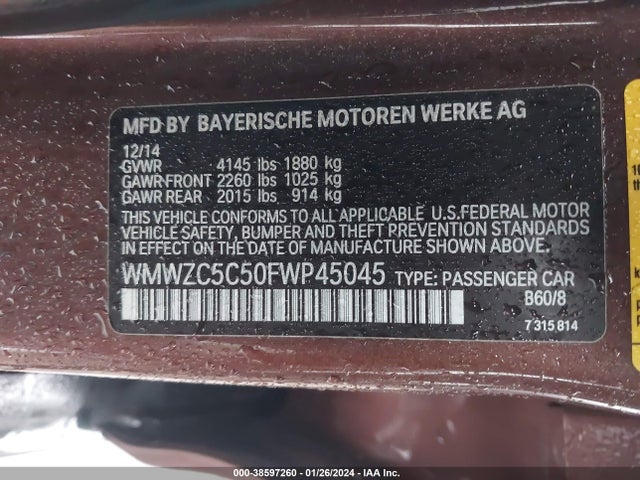 MFD BY BAYERISCHE MOTOREN WERKE AG
12/14
GVWR 4145 lbs 1880 kg
GAWR FRONT 2260 lbs 1025 kg
GAWR REAR 2015 lbs 914 kg
THIS VEHICLE CONFORMS TO ALL APPLICABLE U.S.FEDERAL MOTOR
VEHICLE SAFETY, BUMPER AND THEFT PREVENTION STANDARDS
IN EFFECT ON THE DATE OF MANUFACTURE SHOWN ABOVE.
WMWZC5C50FWP45045 TYPE: PASSENGER CAR
B60/8
7 315 814
000-38597260 - 01/26/2024 - IAA Inc.